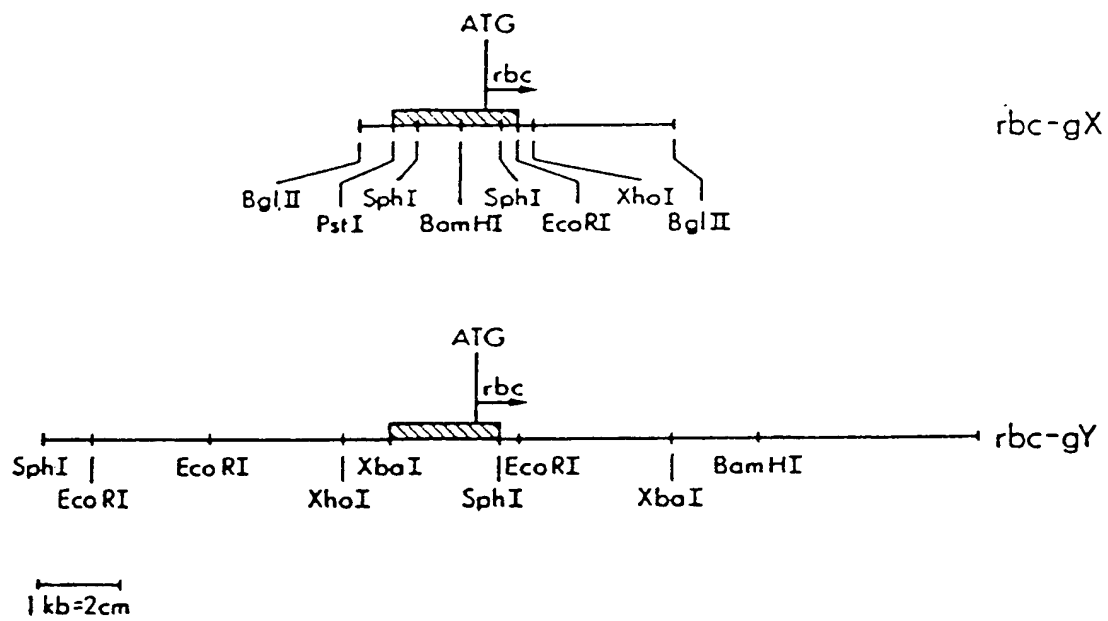 ATG
rbc
rbc-gX
SphI SphI XhoI
BglII
PstI BamHI EcoRI BglII
ATG
rbc
rbc-gY
SphI EcoRI XbaI EcoRI BamHI
EcoRI XhoI SphI XbaI
1 kb=2cm